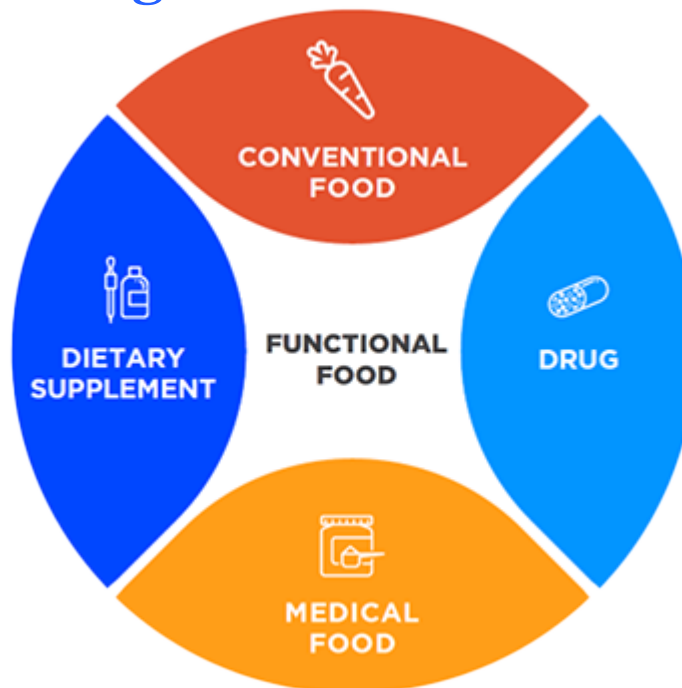 CONVENTIONAL
FOOD
DIETARY
SUPPLEMENT
FUNCTIONAL
FOOD
DRUG
MEDICAL
FOOD